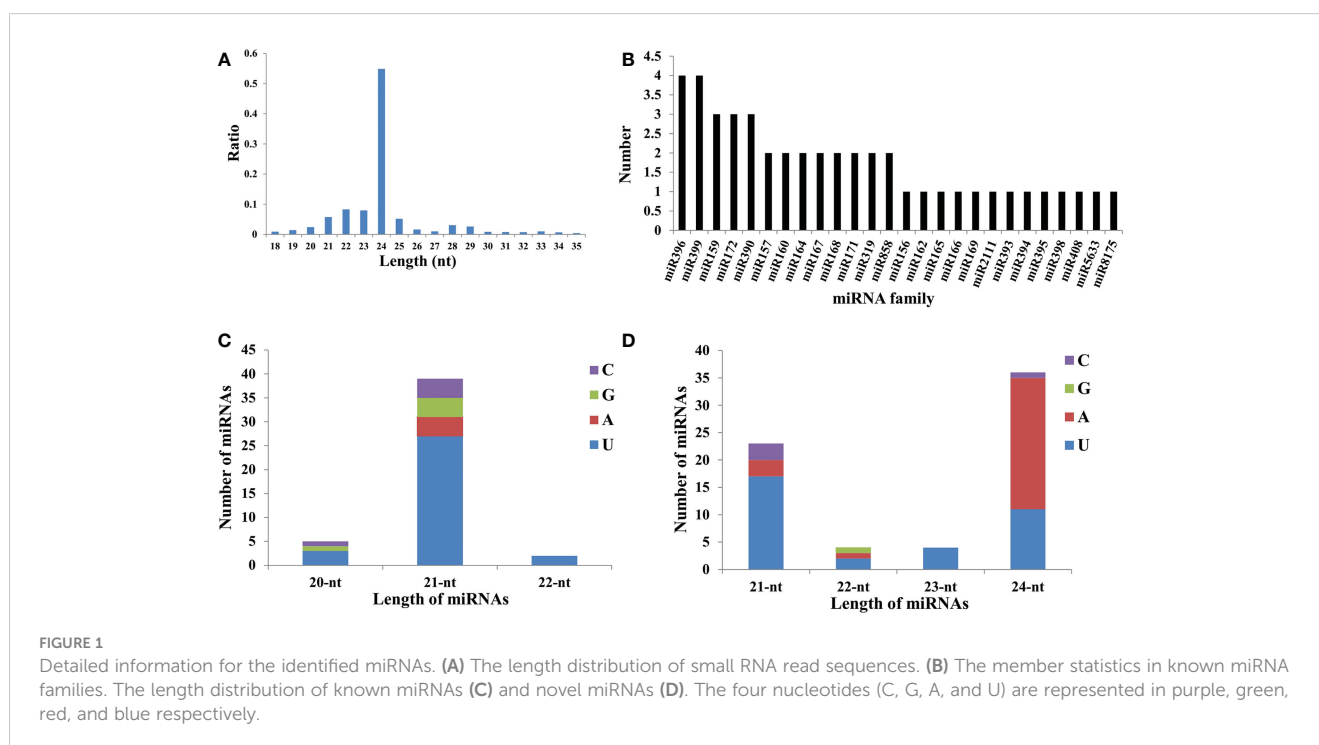 A
0.6
0.5
0.4
0.3
0.2
0.1
0
Ratio
18 19 20 21 22 23 24 25 26 27 28 29 30 31 32 33 34 35
Length (nt)
B
4.5
4
3.5
3
2.5
2
1.5
1
0.5
0
Number
miR396
miR399
miR159
miR172
miR390
miR157
miR160
miR164
miR167
miR168
miR171
miR319
miR858
miR156
miR162
miR165
miR166
miR169
miR2111
miR393
miR394
miR395
miR398
miR408
miR5633
miR8175
miRNA family
C
45
40
35
30
25
20
15
10
5
0
Number of miRNAs
20-nt 21-nt 22-nt
Length of miRNAs
C
G
A
U
D
40
35
30
25
20
15
10
5
0
Number of miRNAs
21-nt 22-nt 23-nt 24-nt
Length of miRNAs
C
G
A
U
FIGURE 1
Detailed information for the identified miRNAs. (A) The length distribution of small RNA read sequences. (B) The member statistics in known miRNA
families. The length distribution of known miRNAs (C) and novel miRNAs (D). The four nucleotides (C, G, A, and U) are represented in purple, green,
red, and blue respectively.